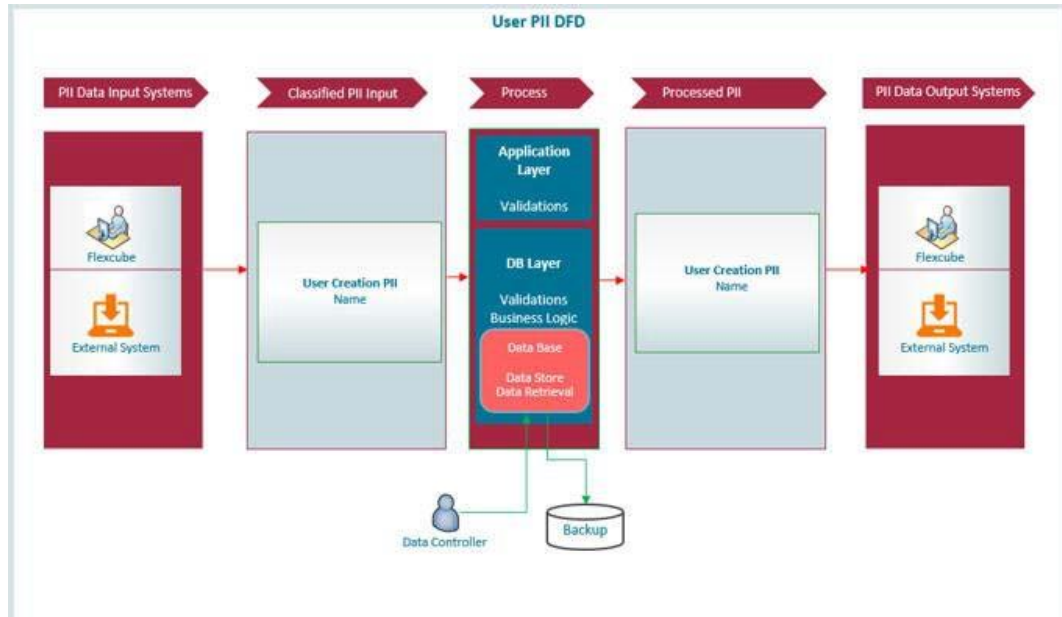 User PII DFD
PII Data Input Systems
Classified PII Input
Process
Processed PII
PII Data Output Systems
Flexcube
External System
User Creation PII
Name
Application
Layer
Validations
DB Layer
Validations
Business Logic
Data Base
Data Store
Data Retrieval
User Creation PII
Name
Flexcube
External System
Data Controller
Backup